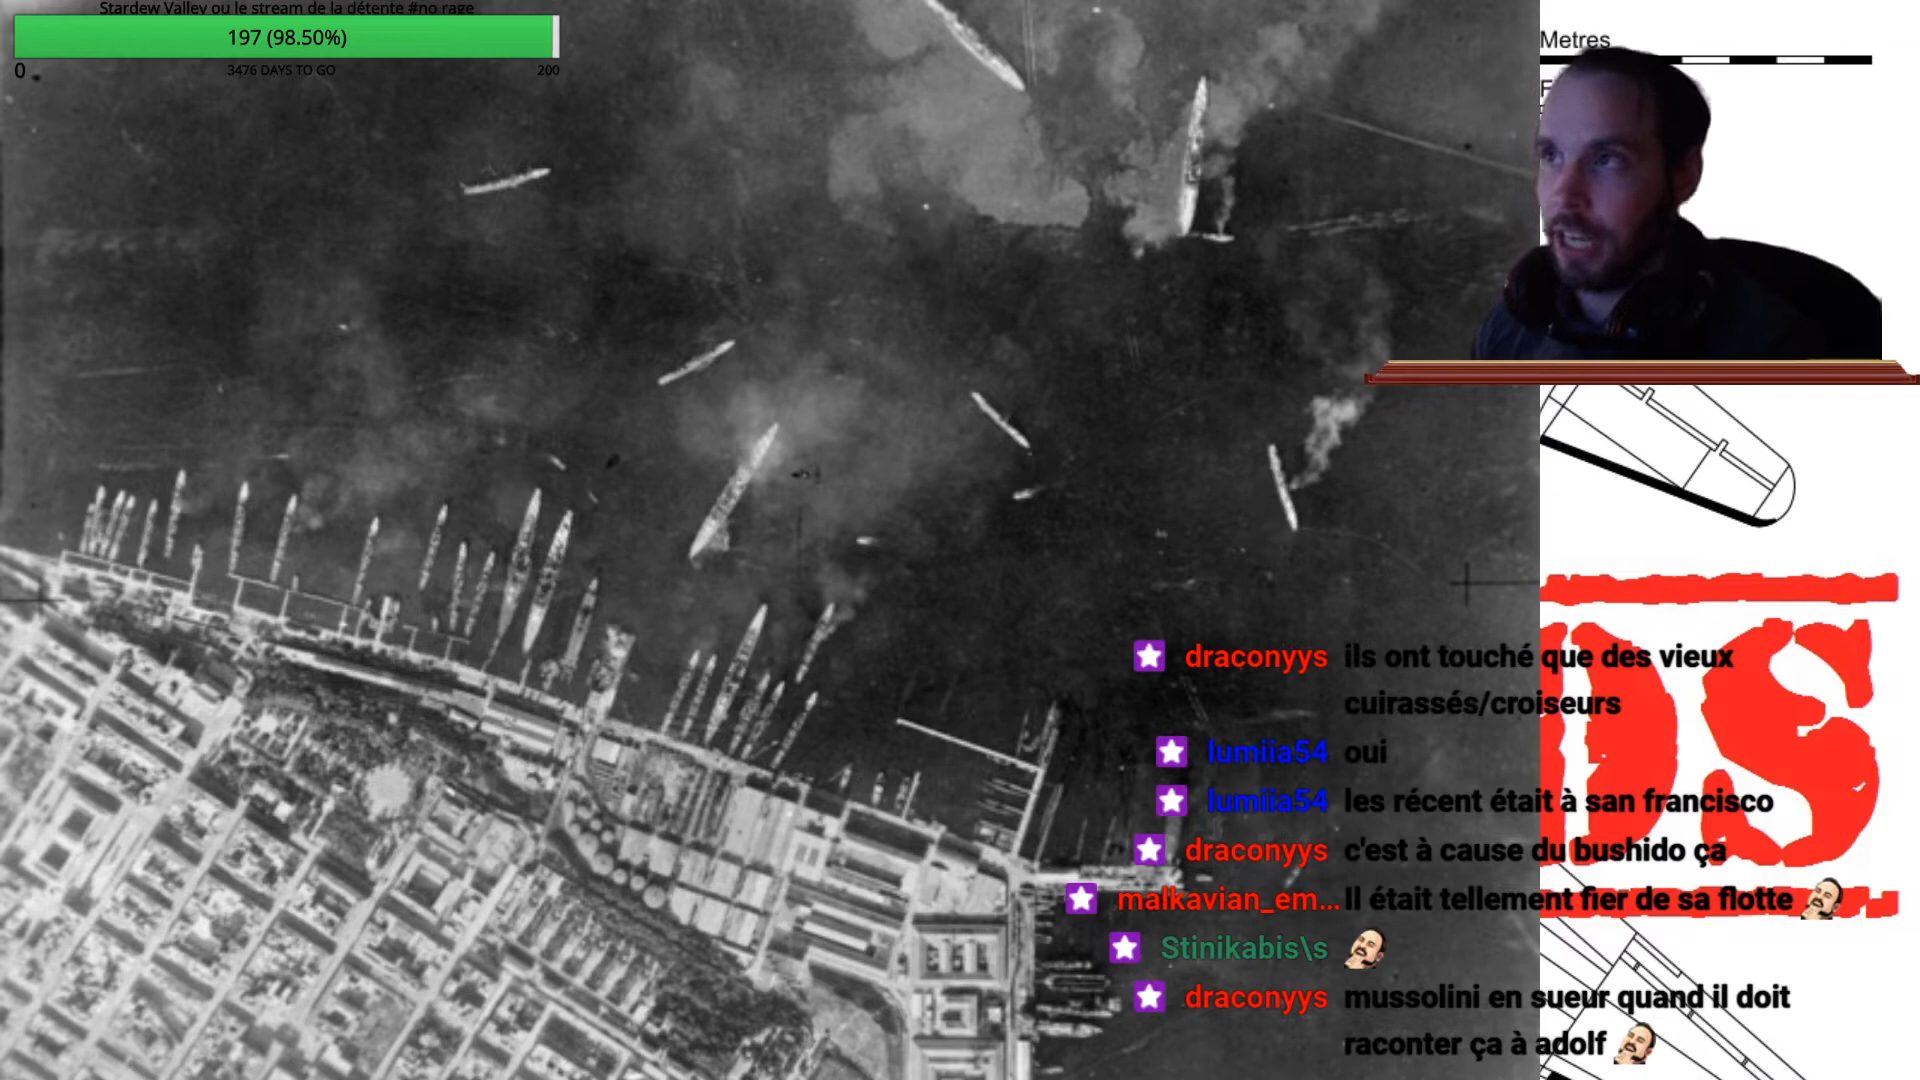 Stardew Valley ou le stream de la détente #no rage
197 (98.50%)
0
3476 DAYS TO GO
200
Metres
F
DS
draconyys ils ont touché que des vieux
cuirassés/croiseurs
lumiia54 oui
lumiia54 les récent était à san francisco
draconyys c'est à cause du bushido ça
malkavian_em... Il était tellement fier de sa flotte
Stinikabis\s
draconyys mussolini en sueur quand il doit
raconter ça à adolf